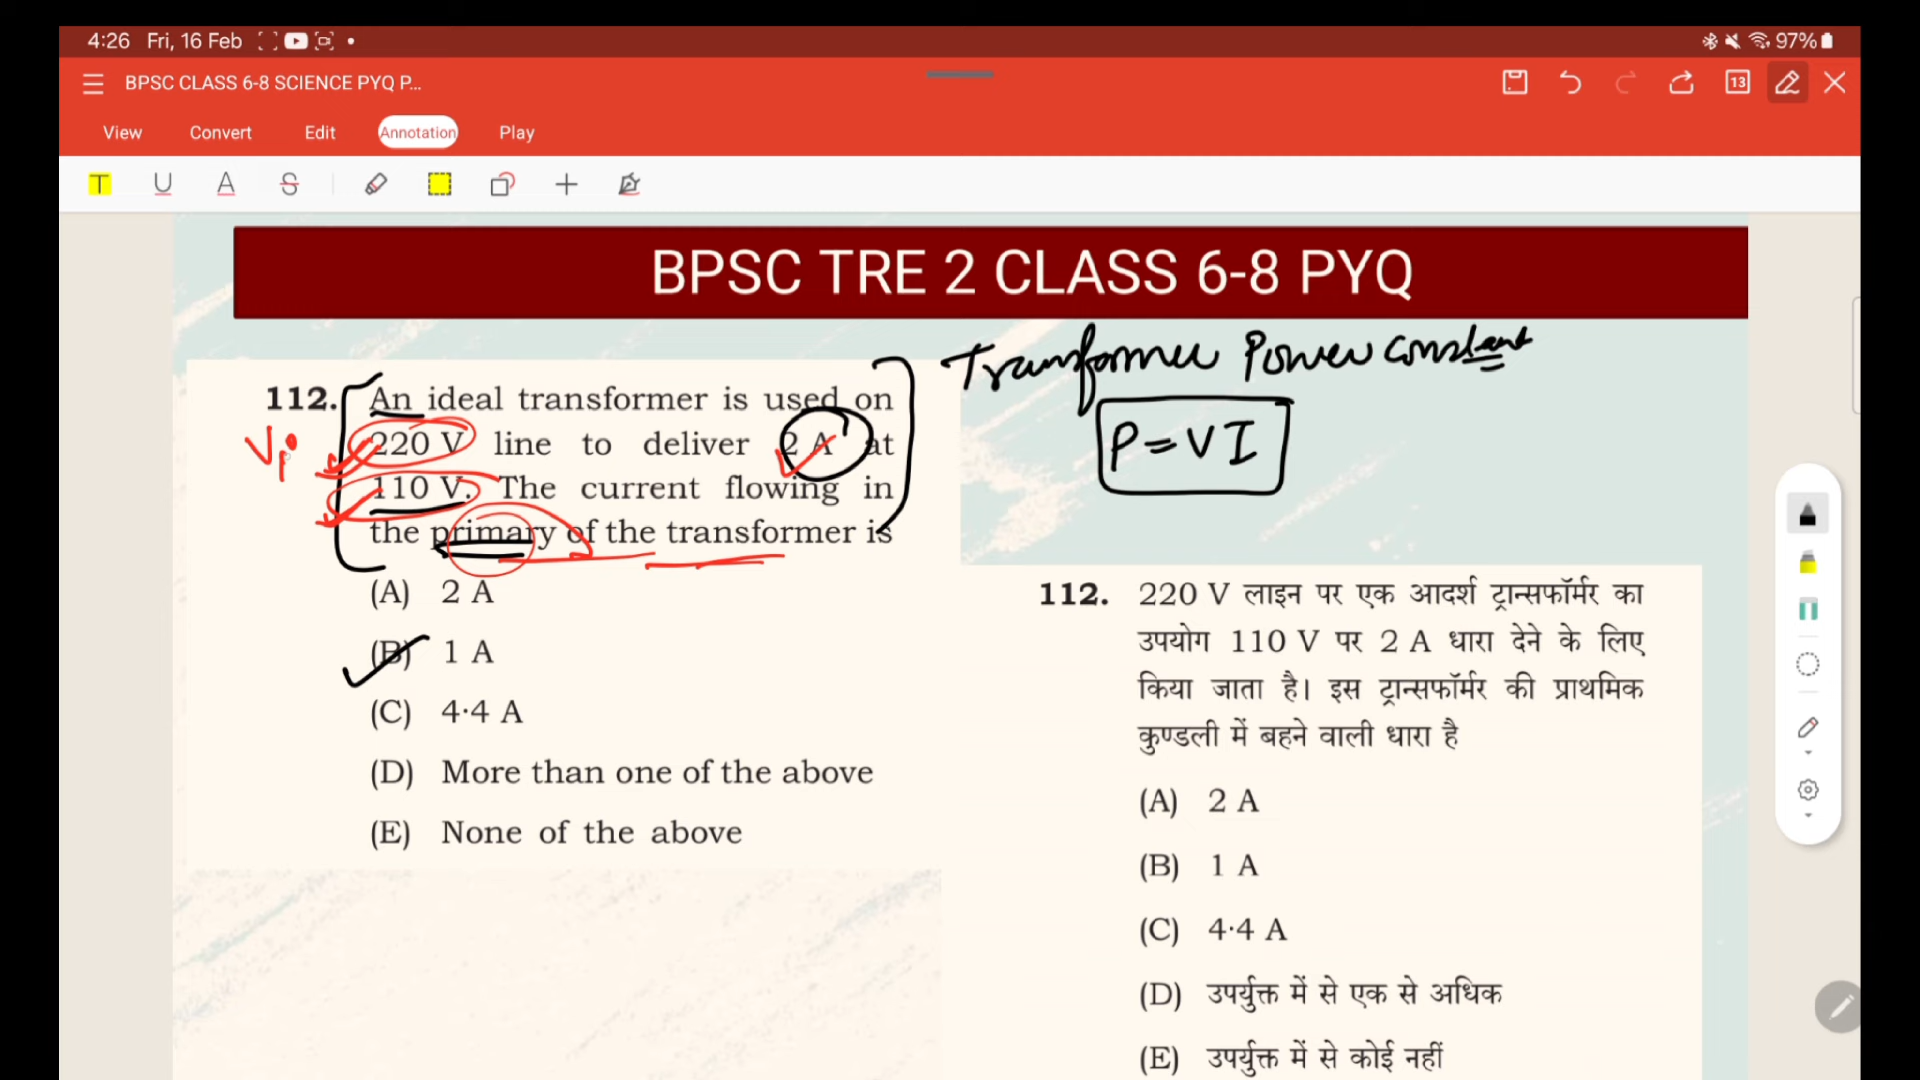 4:26 Fri, 16 Feb
97%
BPSC CLASS 6-8 SCIENCE PYQ P...
13
View Convert Edit Annotation Play
T U A S
BPSC TRE 2 CLASS 6-8 PYQ
Transformer Power constant
P = VI
Vp
112. An ideal transformer is used on
220 V line to deliver 2 A at
110 V. The current flowing in
the primary of the transformer is
(A) 2 A
(B) 1 A
(C) 4·4 A
(D) More than one of the above
(E) None of the above
112. 220 V लाइन पर एक आदर्श ट्रान्सफॉर्मर का
उपयोग 110 V पर 2 A धारा देने के लिए
किया जाता है। इस ट्रान्सफॉर्मर की प्राथमिक
कुण्डली में बहने वाली धारा है
(A) 2 A
(B) 1 A
(C) 4·4 A
(D) उपर्युक्त में से एक से अधिक
(E) उपर्युक्त में से कोई नहीं